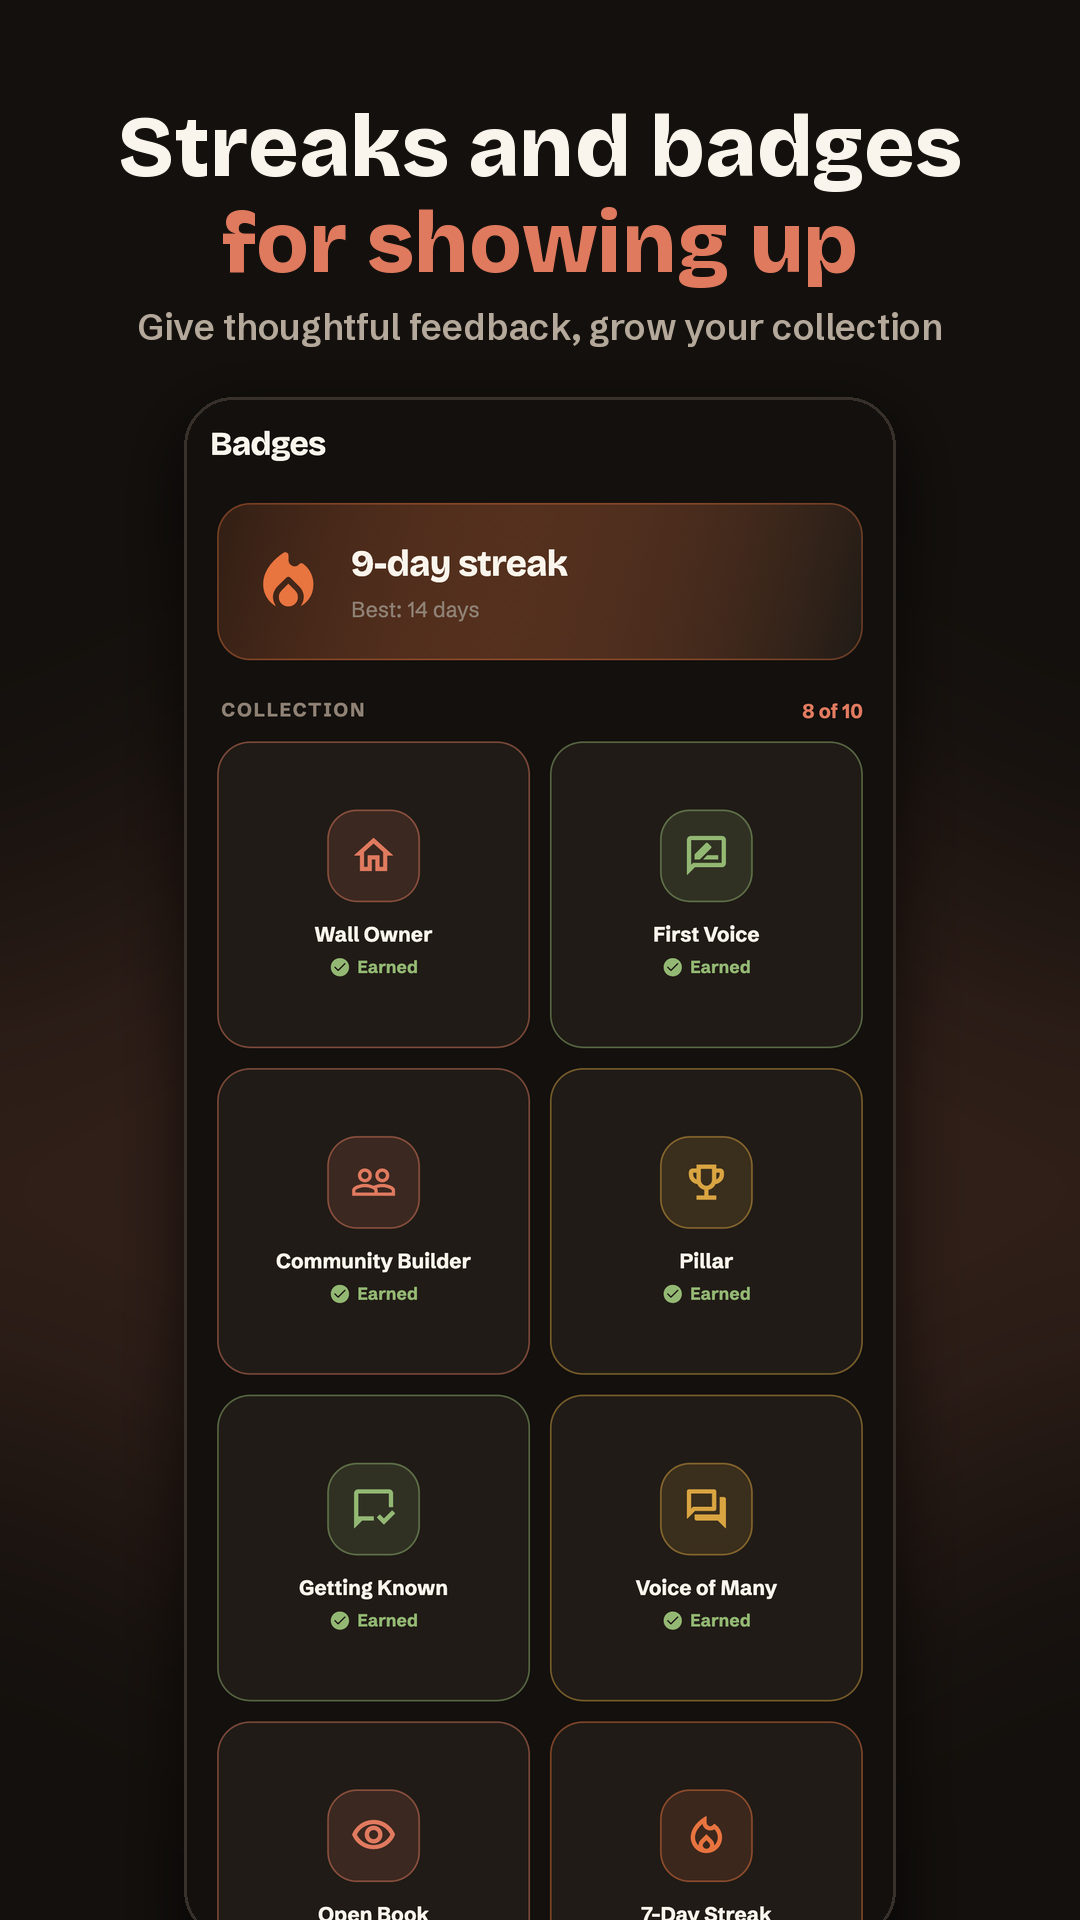 Streaks and badges
for showing up
Give thoughtful feedback, grow your collection
Badges
9-day streak
Best: 14 days
COLLECTION
8 of 10
Wall Owner
Earned
First Voice
Earned
Community Builder
Earned
Pillar
Earned
Getting Known
Earned
Voice of Many
Earned
Open Book
7-Day Streak